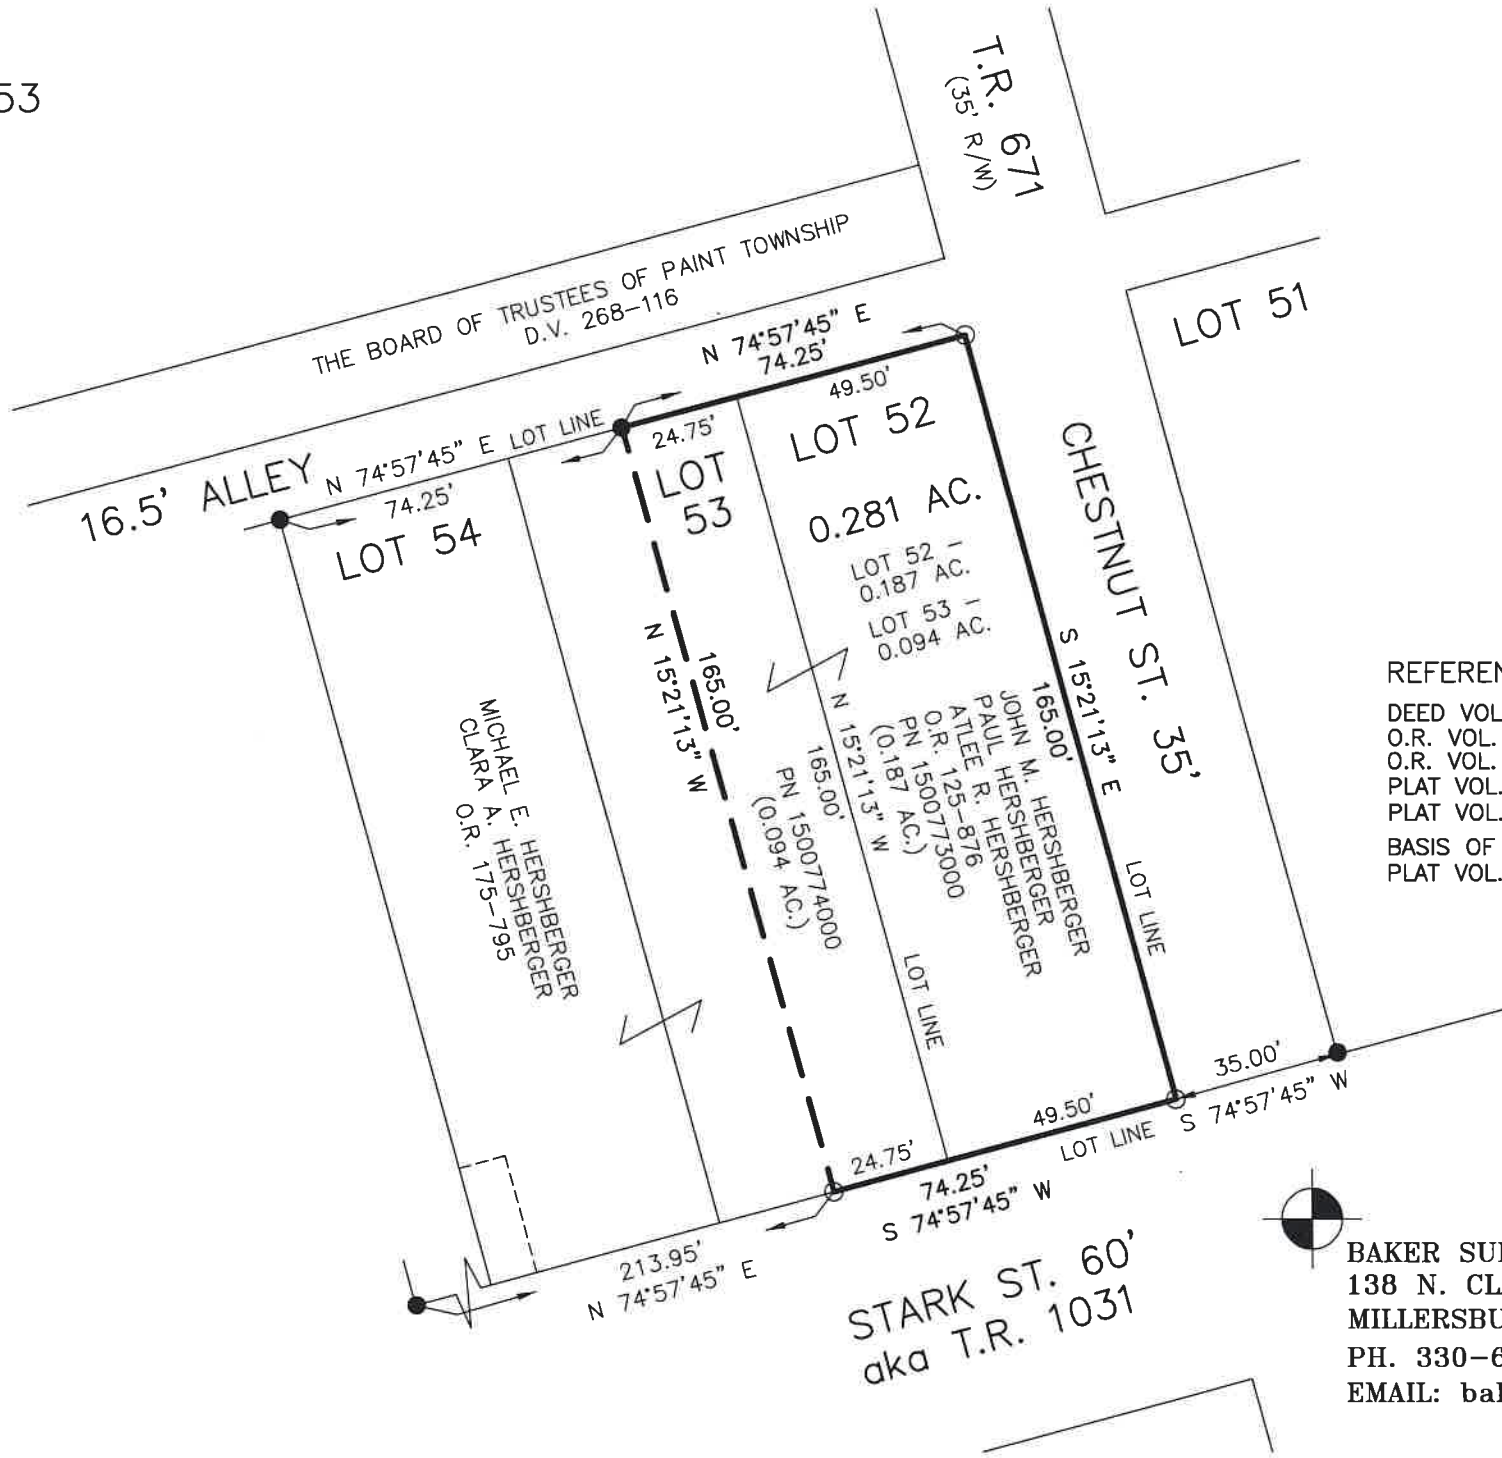 53
T.R. 671
(35' R/W)
THE BOARD OF TRUSTEES OF PAINT TOWNSHIP
D.V. 268-116
N 74°57'45" E
74.25'
LOT 51
16.5' ALLEY
N 74°57'45" E LOT LINE
74.25'
LOT 54
24.75'
49.50'
LOT
53
LOT 52
0.281 AC.
LOT 52 -
0.187 AC.
LOT 53 -
0.094 AC.
CHESTNUT ST. 35'
N 15°21'13" W
165.00'
S 15°21'13" E
165.00'
LOT LINE
MICHAEL E. HERSHBERGER
CLARA A. HERSHBERGER
O.R. 175-795
N 15°21'13" W
165.00'
LOT LINE
PN 1500774000
(0.094 AC.)
JOHN M. HERSHBERGER
PAUL HERSHBERGER
ATLEE R. HERSHBERGER
O.R. 125-876
PN 1500773000
(0.187 AC.)
DEED VOL
O.R. VOL.
O.R. VOL.
PLAT VOL.
PLAT VOL.
BASIS OF
PLAT VOL.
35.00'
S 74°57'45" W
49.50'
LOT LINE
24.75'
74.25'
S 74°57'45" W
213.95'
N 74°57'45" E
STARK ST. 60'
aka T.R. 1031
BAKER
138 N.
PH. 330-6
EMAIL: